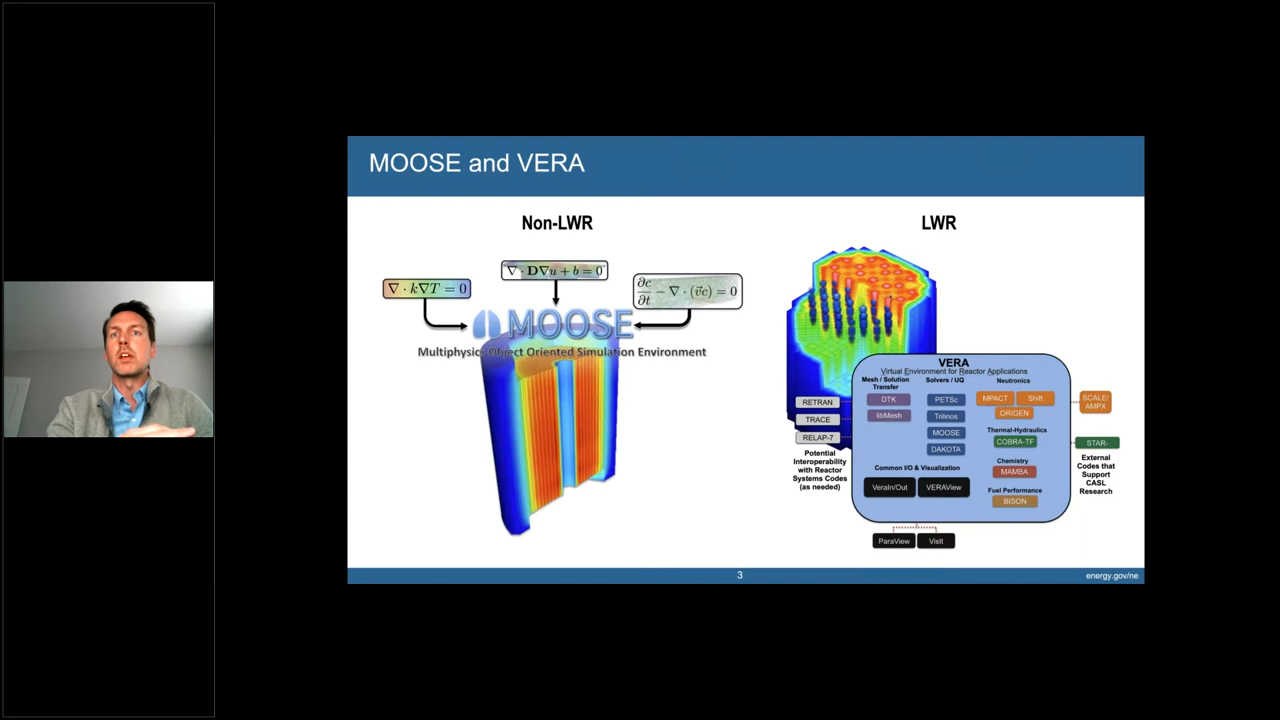 MOOSE and VERA
Non-LWR
∇ · k∇T = 0
∇ · D∇u + b = 0
∂c/∂t − ∇ · (v⃗c) = 0
MOOSE
Multiphysics Object Oriented Simulation Environment
LWR
VERA
Virtual Environment for Reactor Applications
Mesh / Solution
Transfer
DTK
libMesh
Solvers / UQ
PETSc
Trilinos
MOOSE
DAKOTA
Neutronics
MPACT
Shift
ORIGEN
Thermal-Hydraulics
COBRA-TF
Chemistry
MAMBA
Fuel Performance
BISON
Common I/O & Visualization
VeraIn/Out
VERAView
RETRAN
TRACE
RELAP-7
Potential
Interoperability
with Reactor
Systems Codes
(as needed)
SCALE/
AMPX
STAR-
External
Codes that
Support
CASL
Research
ParaView
VisIt
3
energy.gov/ne